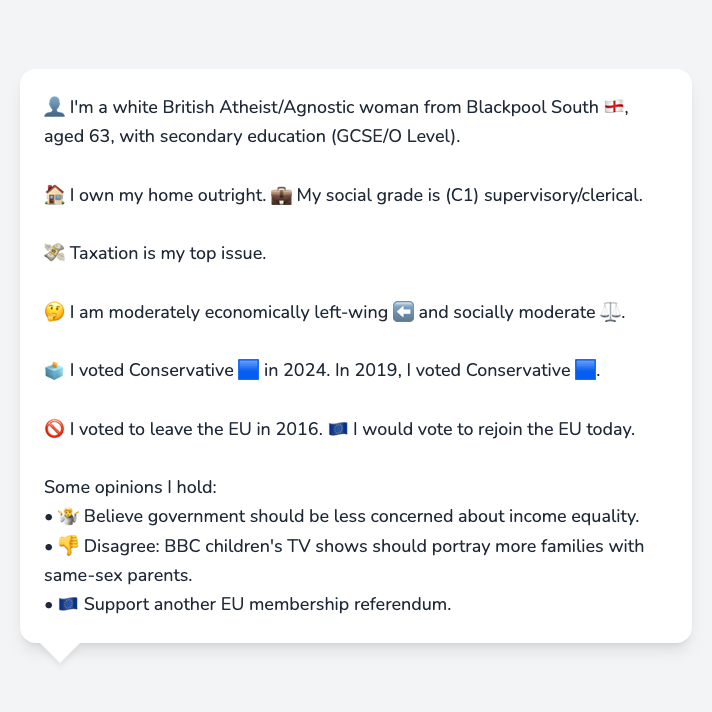 👤 I'm a white British Atheist/Agnostic woman from Blackpool South 🏴󠁧󠁢󠁥󠁮󠁧󠁿,
aged 63, with secondary education (GCSE/O Level).
🏠 I own my home outright. 💼 My social grade is (C1) supervisory/clerical.
💸 Taxation is my top issue.
🤔 I am moderately economically left-wing ⬅️ and socially moderate ⚖️.
🗳️ I voted Conservative 🟦 in 2024. In 2019, I voted Conservative 🟦.
🚫 I voted to leave the EU in 2016. 🇪🇺 I would vote to rejoin the EU today.
Some opinions I hold:
• 🤷 Believe government should be less concerned about income equality.
• 👎 Disagree: BBC children's TV shows should portray more families with
same-sex parents.
• 🇪🇺 Support another EU membership referendum.